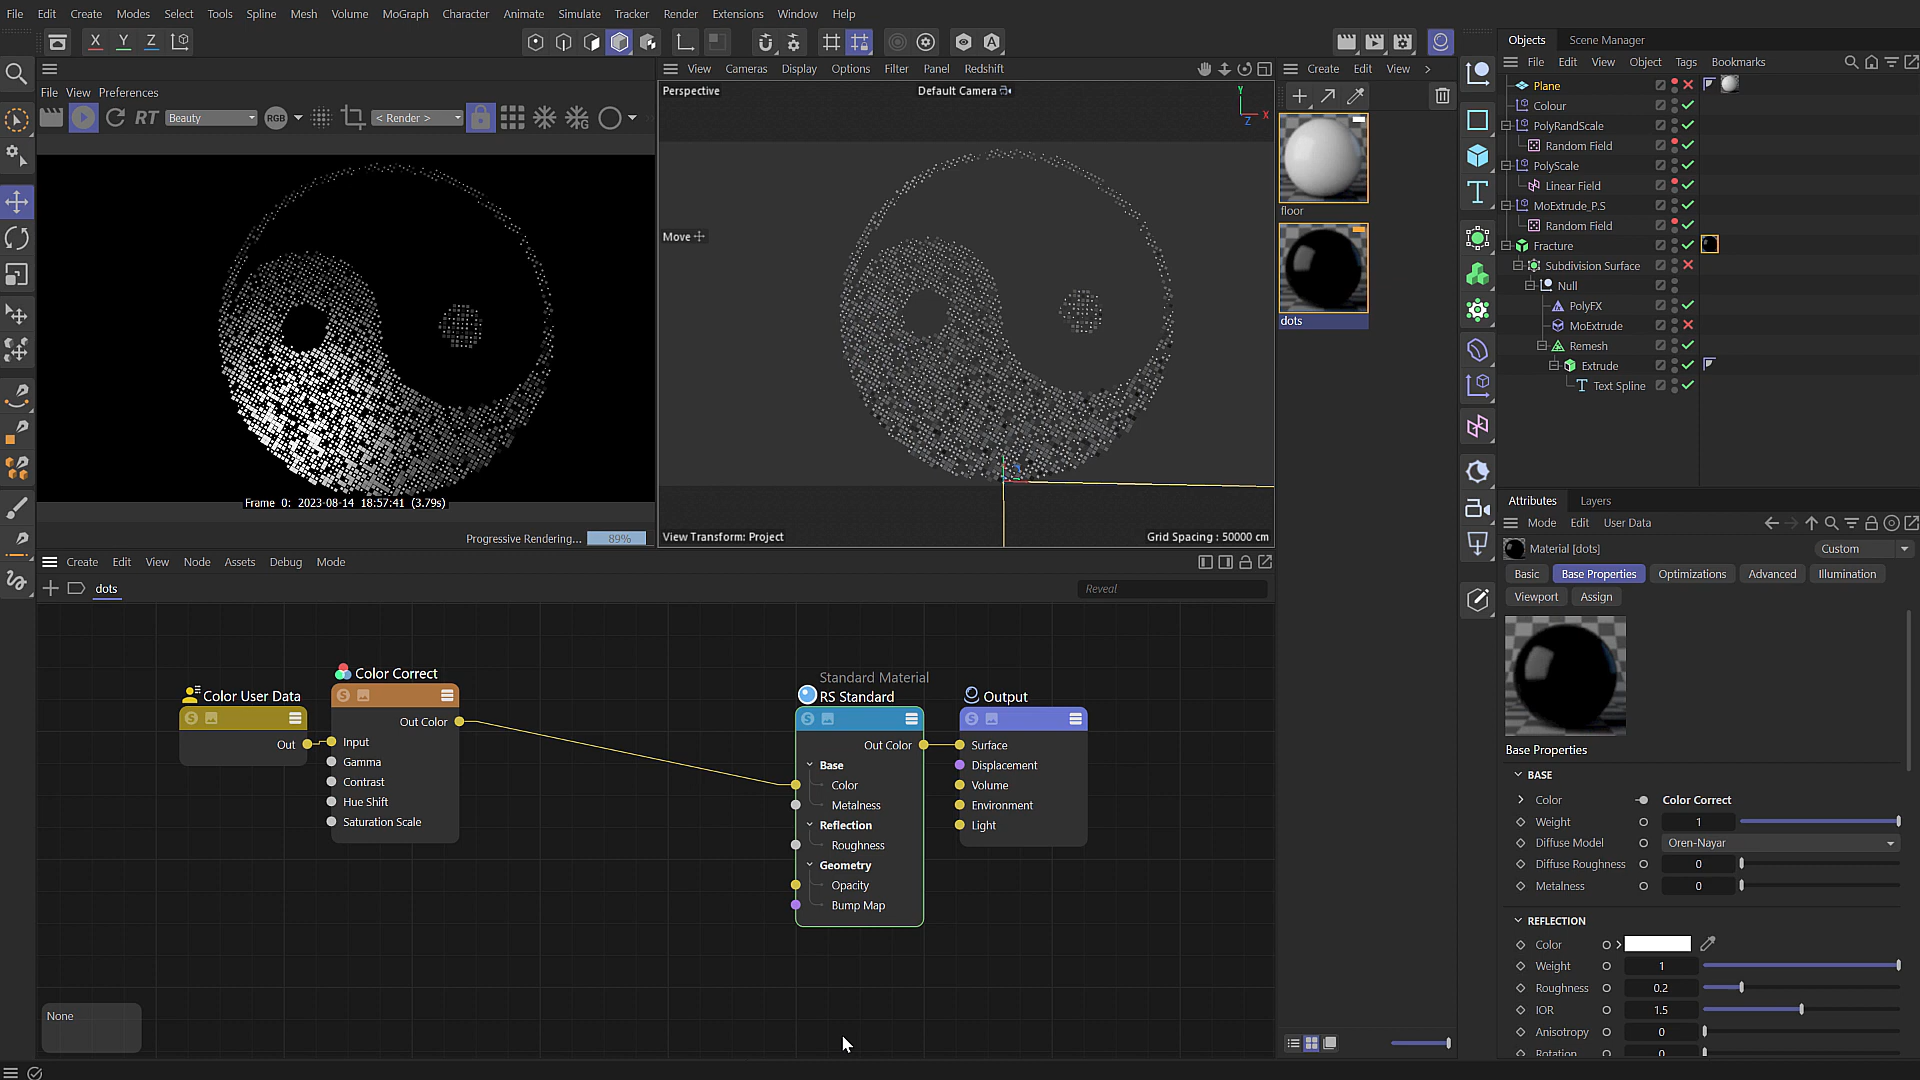 File Edit Create Modes Select Tools Spline Mesh Volume MoGraph Character Animate Simulate Tracker Render Extensions Window Help
X Y Z
File View Preferences
RT Beauty RGB < Render >
Frame 0: 2023-08-14 18:57:41 (3.79s)
Progressive Rendering... 89%
View Cameras Display Options Filter Panel Redshift
Perspective
Default Camera
Y
X
Z
Move
View Transform: Project
Grid Spacing : 50000 cm
Create Edit View
floor
dots
Objects Scene Manager
File Edit View Object Tags Bookmarks
Plane
Colour
PolyRandScale
Random Field
PolyScale
Linear Field
MoExtrude_P.S
Random Field
Fracture
Subdivision Surface
Null
PolyFX
MoExtrude
Remesh
Extrude
Text Spline
Attributes Layers
Mode Edit User Data
Material [dots]
Custom
Basic Base Properties Optimizations Advanced Illumination
Viewport Assign
Base Properties
BASE
Color Color Correct
Weight 1
Diffuse Model Oren-Nayar
Diffuse Roughness 0
Metalness 0
REFLECTION
Color
Weight 1
Roughness 0.2
IOR 1.5
Anisotropy 0
Rotation 0
Create Edit View Node Assets Debug Mode
dots
Reveal
Color User Data
S
Out
Color Correct
S
Out Color
Input
Gamma
Contrast
Hue Shift
Saturation Scale
Standard Material
RS Standard
S
Out Color
Base
Color
Metalness
Reflection
Roughness
Geometry
Opacity
Bump Map
Output
S
Surface
Displacement
Volume
Environment
Light
None